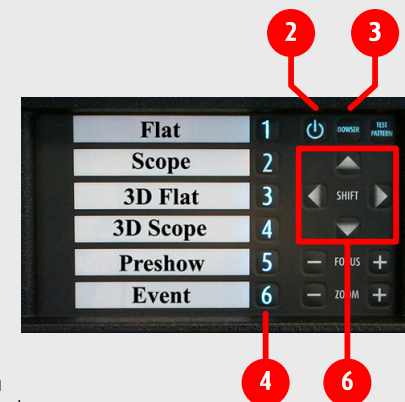 2 3
Flat 1 DOWSER TEST PATTERN
Scope 2
3D Flat 3 SHIFT
3D Scope 4
Preshow 5 − FOCUS +
Event 6 − ZOOM +
4 6